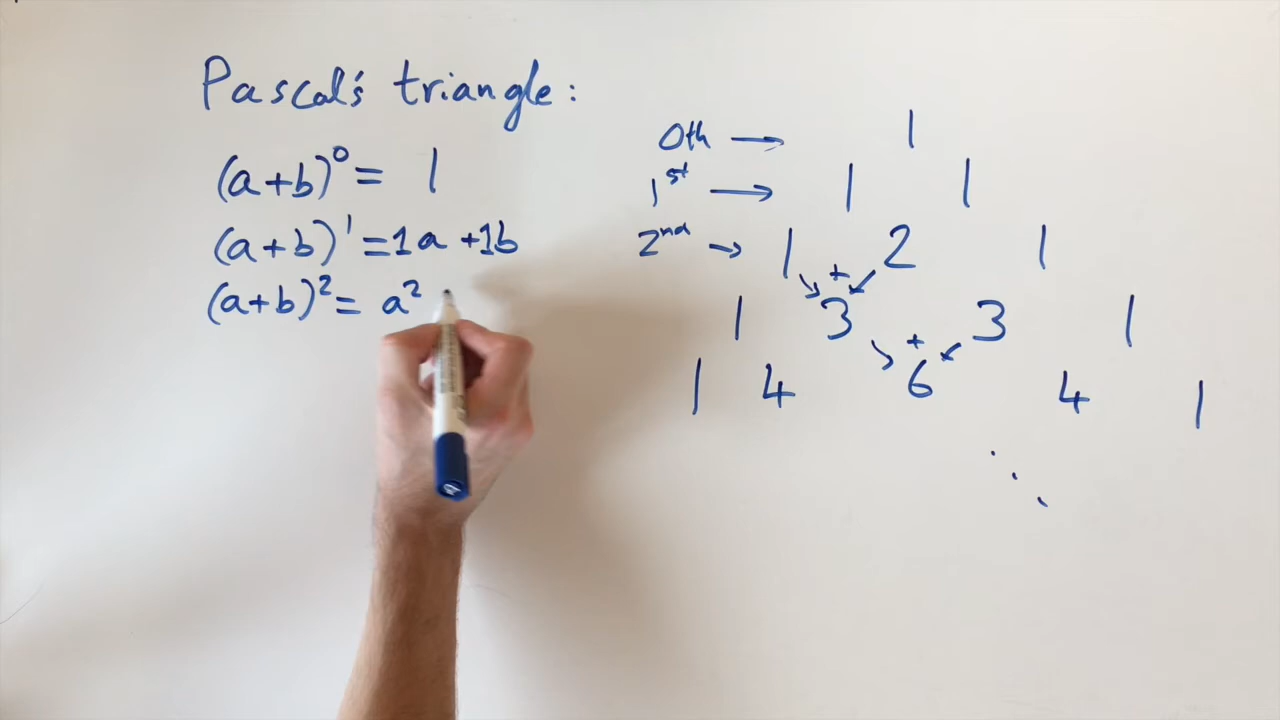 Pascal's triangle:
(a+b)⁰ = 1
(a+b)¹ = 1a + 1b
(a+b)² = a²
0th → 1
1st → 1 1
2nd → 1 2 1
↘ + ↙
1 3 3 1
↘ + ↙
1 4 6 4 1
⋱